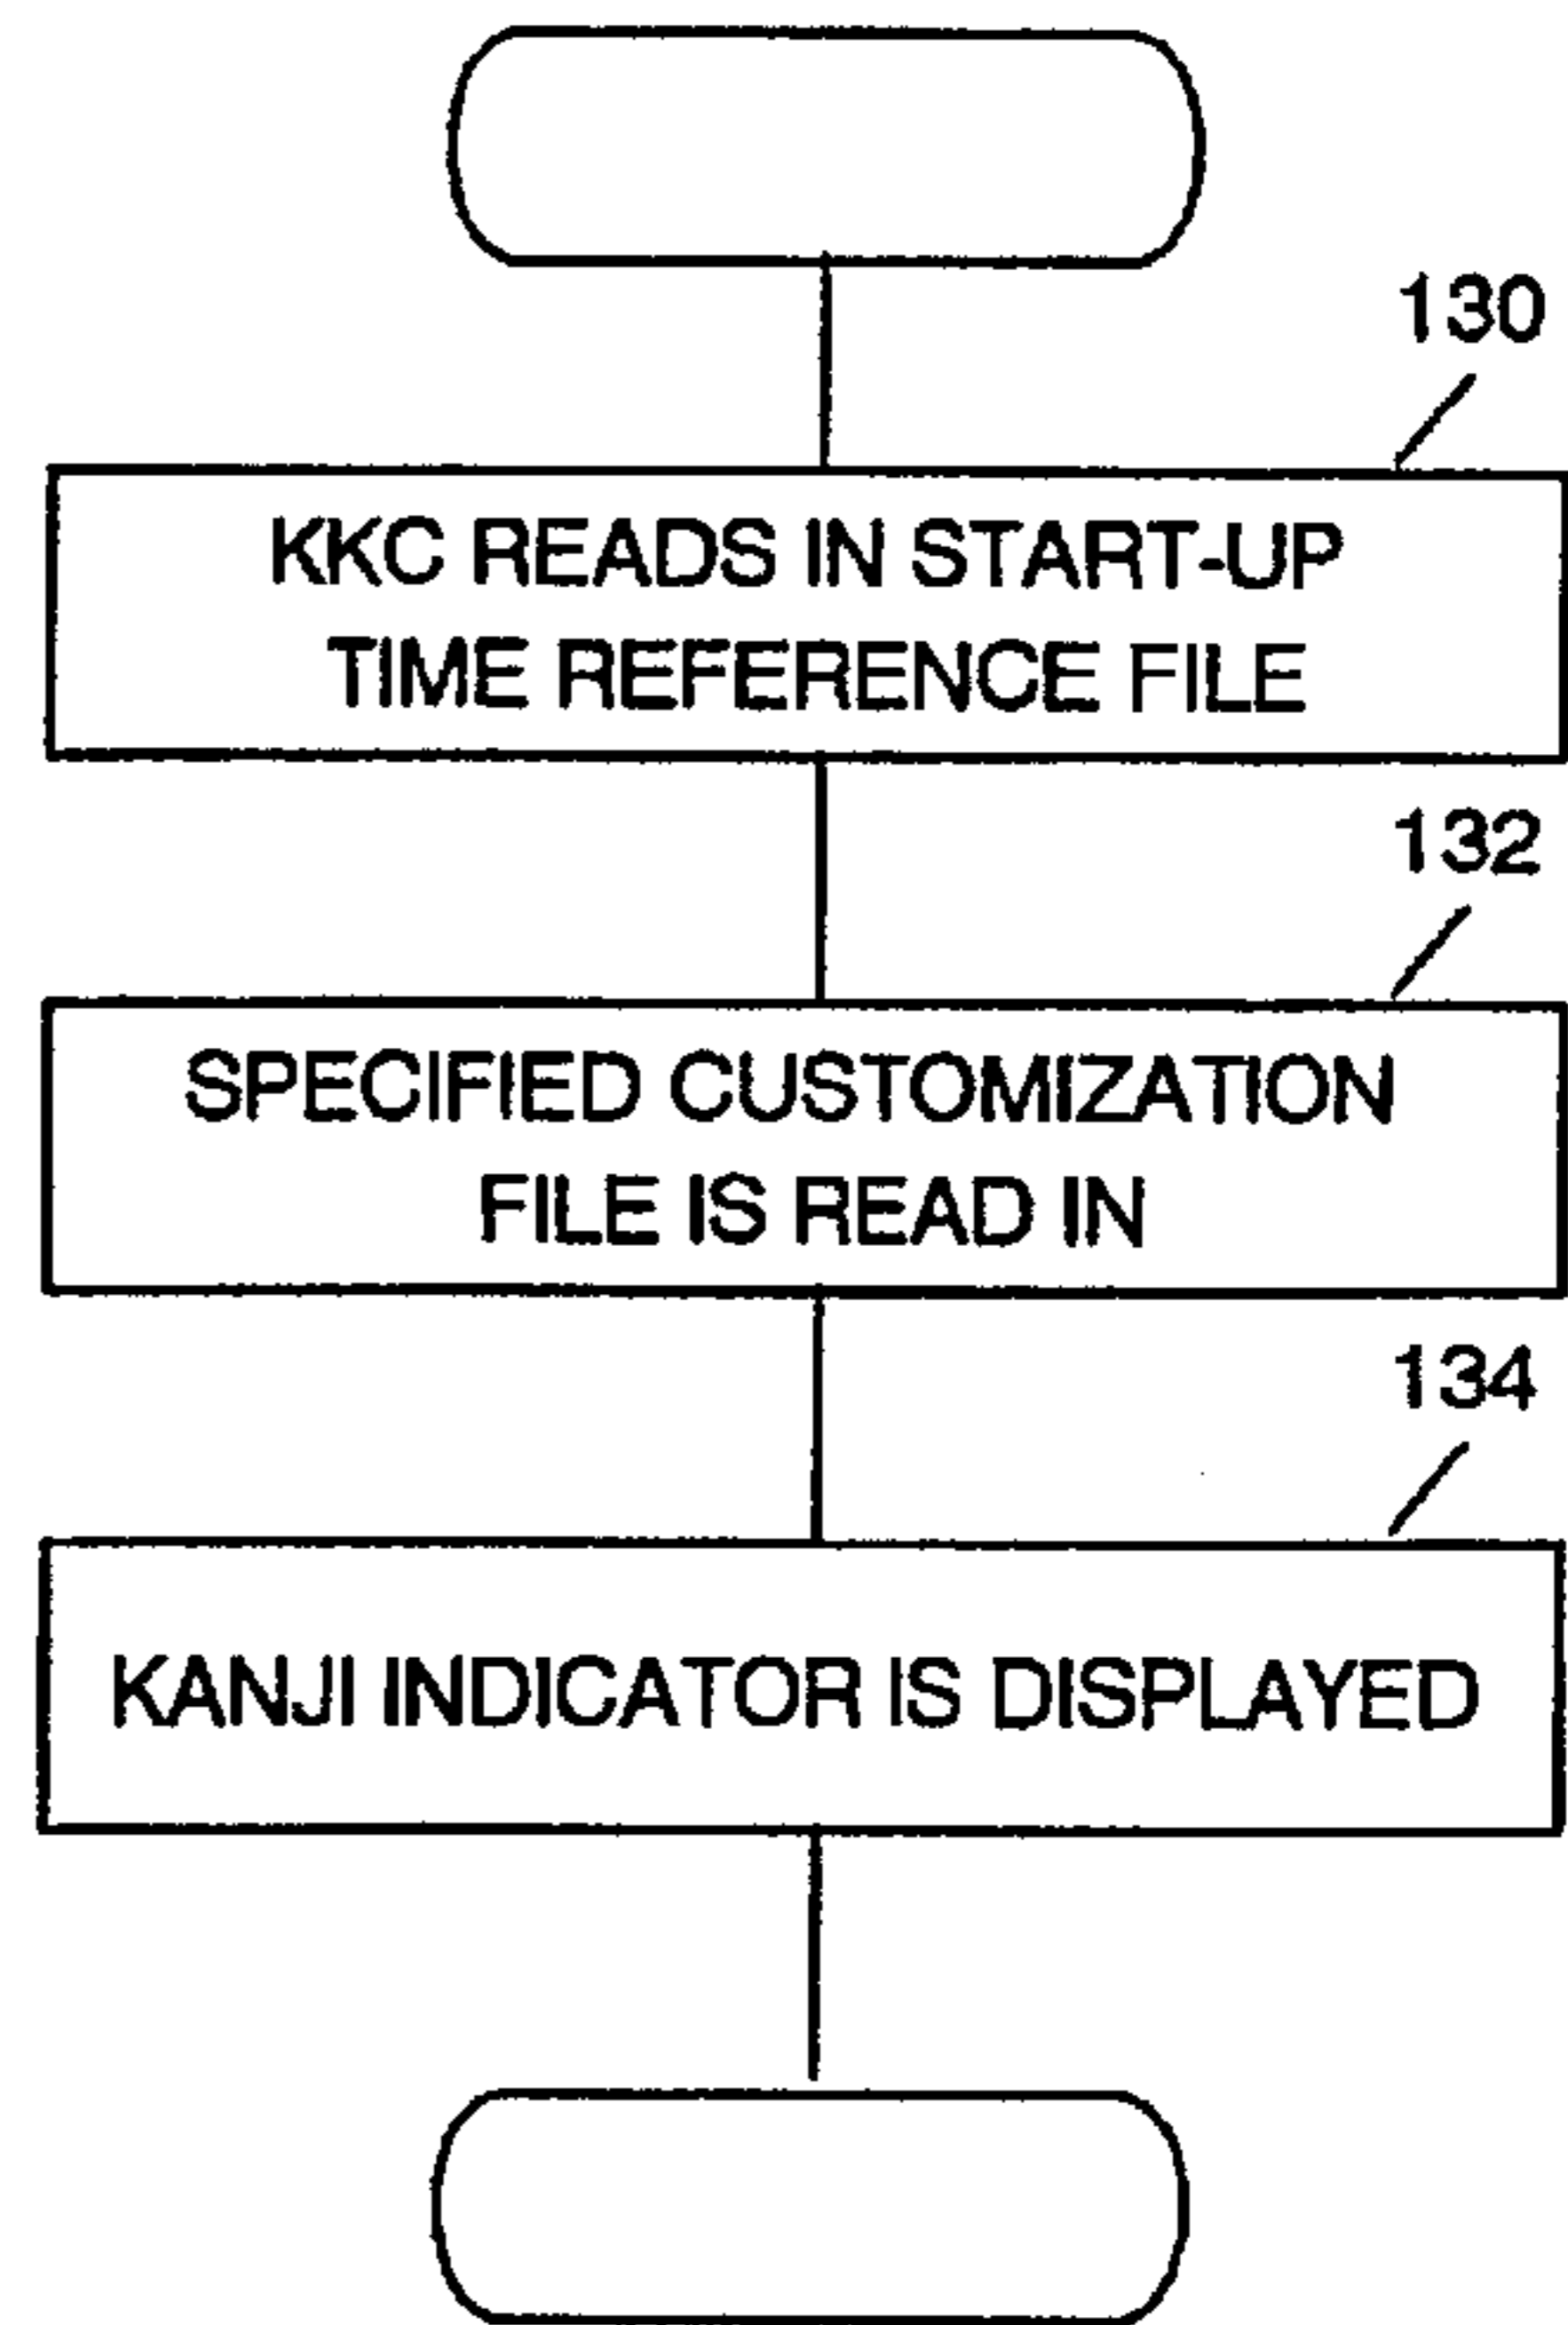 130
KKC READS IN START-UP
TIME REFERENCE FILE
132
SPECIFIED CUSTOMIZATION
FILE IS READ IN
134
KANJI INDICATOR IS DISPLAYED